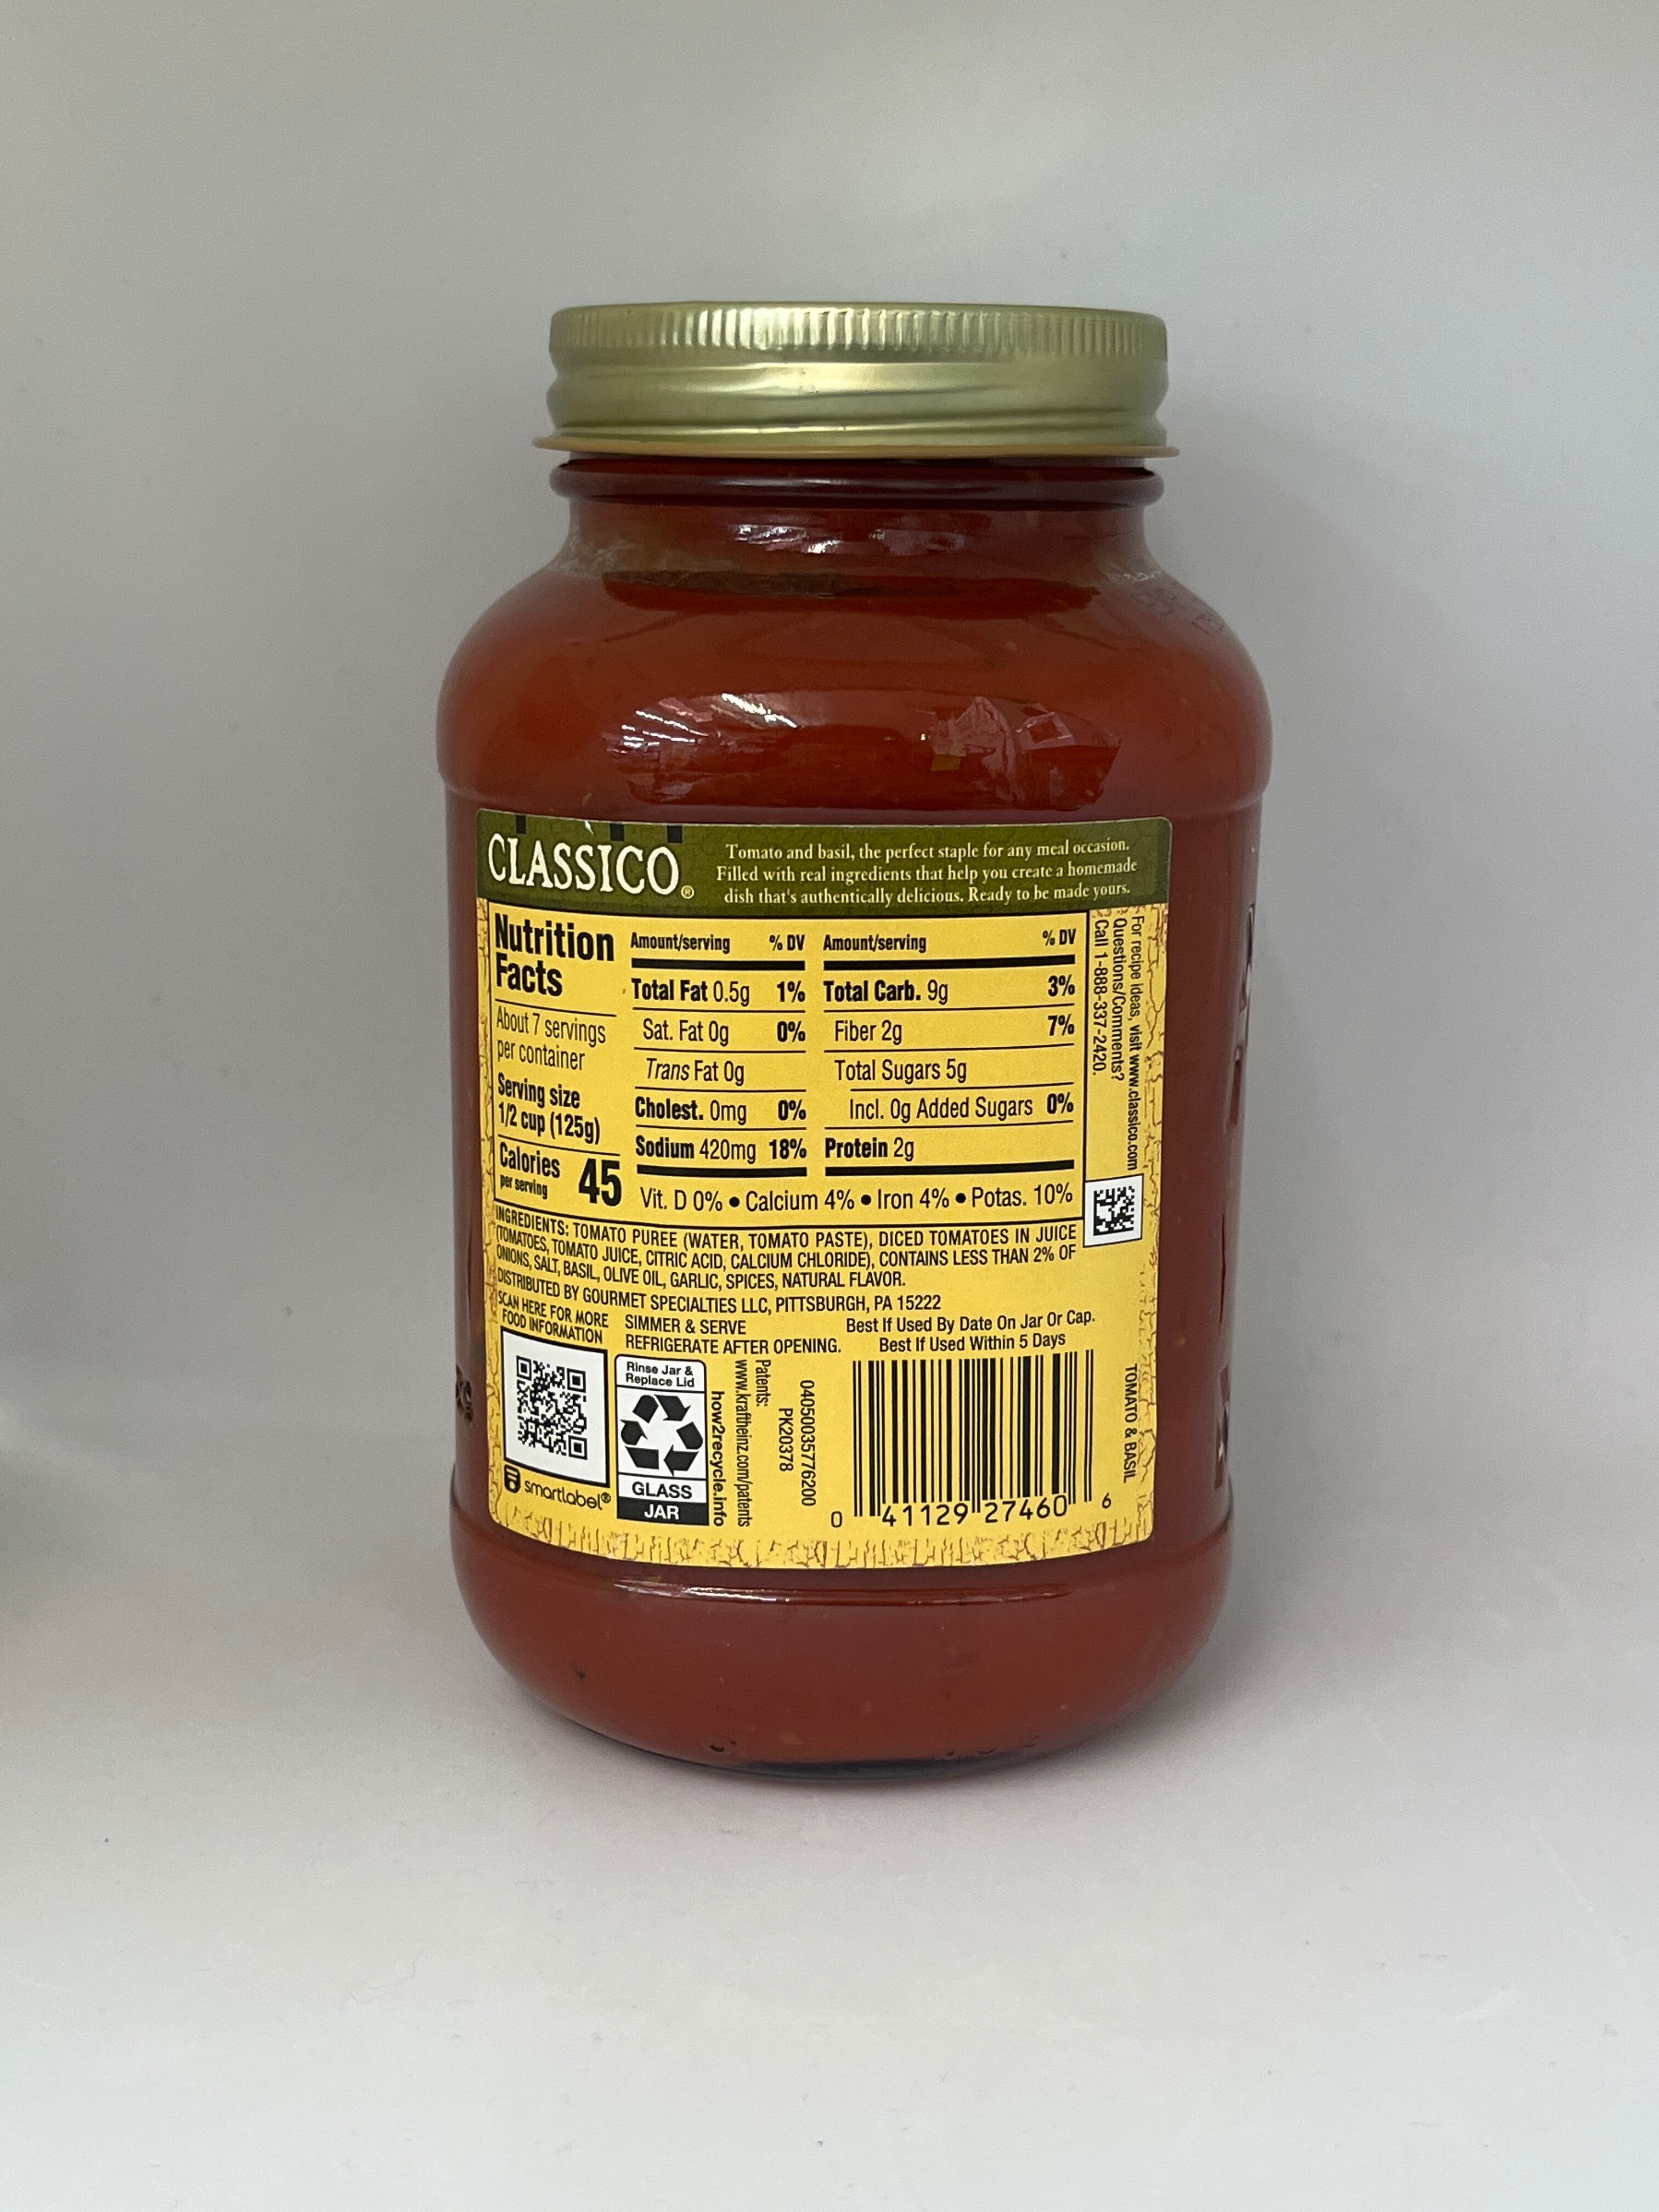 CLASSICO®
Tomato and basil, the perfect staple for any meal occasion.
Filled with real ingredients that help you create a homemade
dish that's authentically delicious. Ready to be made yours.
Nutrition
Facts
About 7 servings
per container
Serving size
1/2 cup (125g)
Calories 45
per serving
Amount/serving % DV
Total Fat 0.5g 1%
Sat. Fat 0g 0%
Trans Fat 0g
Cholest. 0mg 0%
Sodium 420mg 18%
Amount/serving % DV
Total Carb. 9g 3%
Fiber 2g 7%
Total Sugars 5g
Incl. 0g Added Sugars 0%
Protein 2g
Vit. D 0% • Calcium 4% • Iron 4% • Potas. 10%
For recipe ideas, visit www.classico.com
Questions/Comments?
Call 1-888-337-2420.
INGREDIENTS: TOMATO PUREE (WATER, TOMATO PASTE), DICED TOMATOES IN JUICE
(TOMATOES, TOMATO JUICE, CITRIC ACID, CALCIUM CHLORIDE), CONTAINS LESS THAN 2% OF
ONIONS, SALT, BASIL, OLIVE OIL, GARLIC, SPICES, NATURAL FLAVOR.
DISTRIBUTED BY GOURMET SPECIALTIES LLC, PITTSBURGH, PA 15222
SCAN HERE FOR MORE
FOOD INFORMATION
SIMMER & SERVE
REFRIGERATE AFTER OPENING.
Best If Used By Date On Jar Or Cap.
Best If Used Within 5 Days
smartlabel®
Rinse Jar &
Replace Lid
GLASS
JAR
how2recycle.info
Patents:
www.kraftheinz.com/patents
04050035776200
PK20378
0 41129 27460 6
TOMATO & BASIL